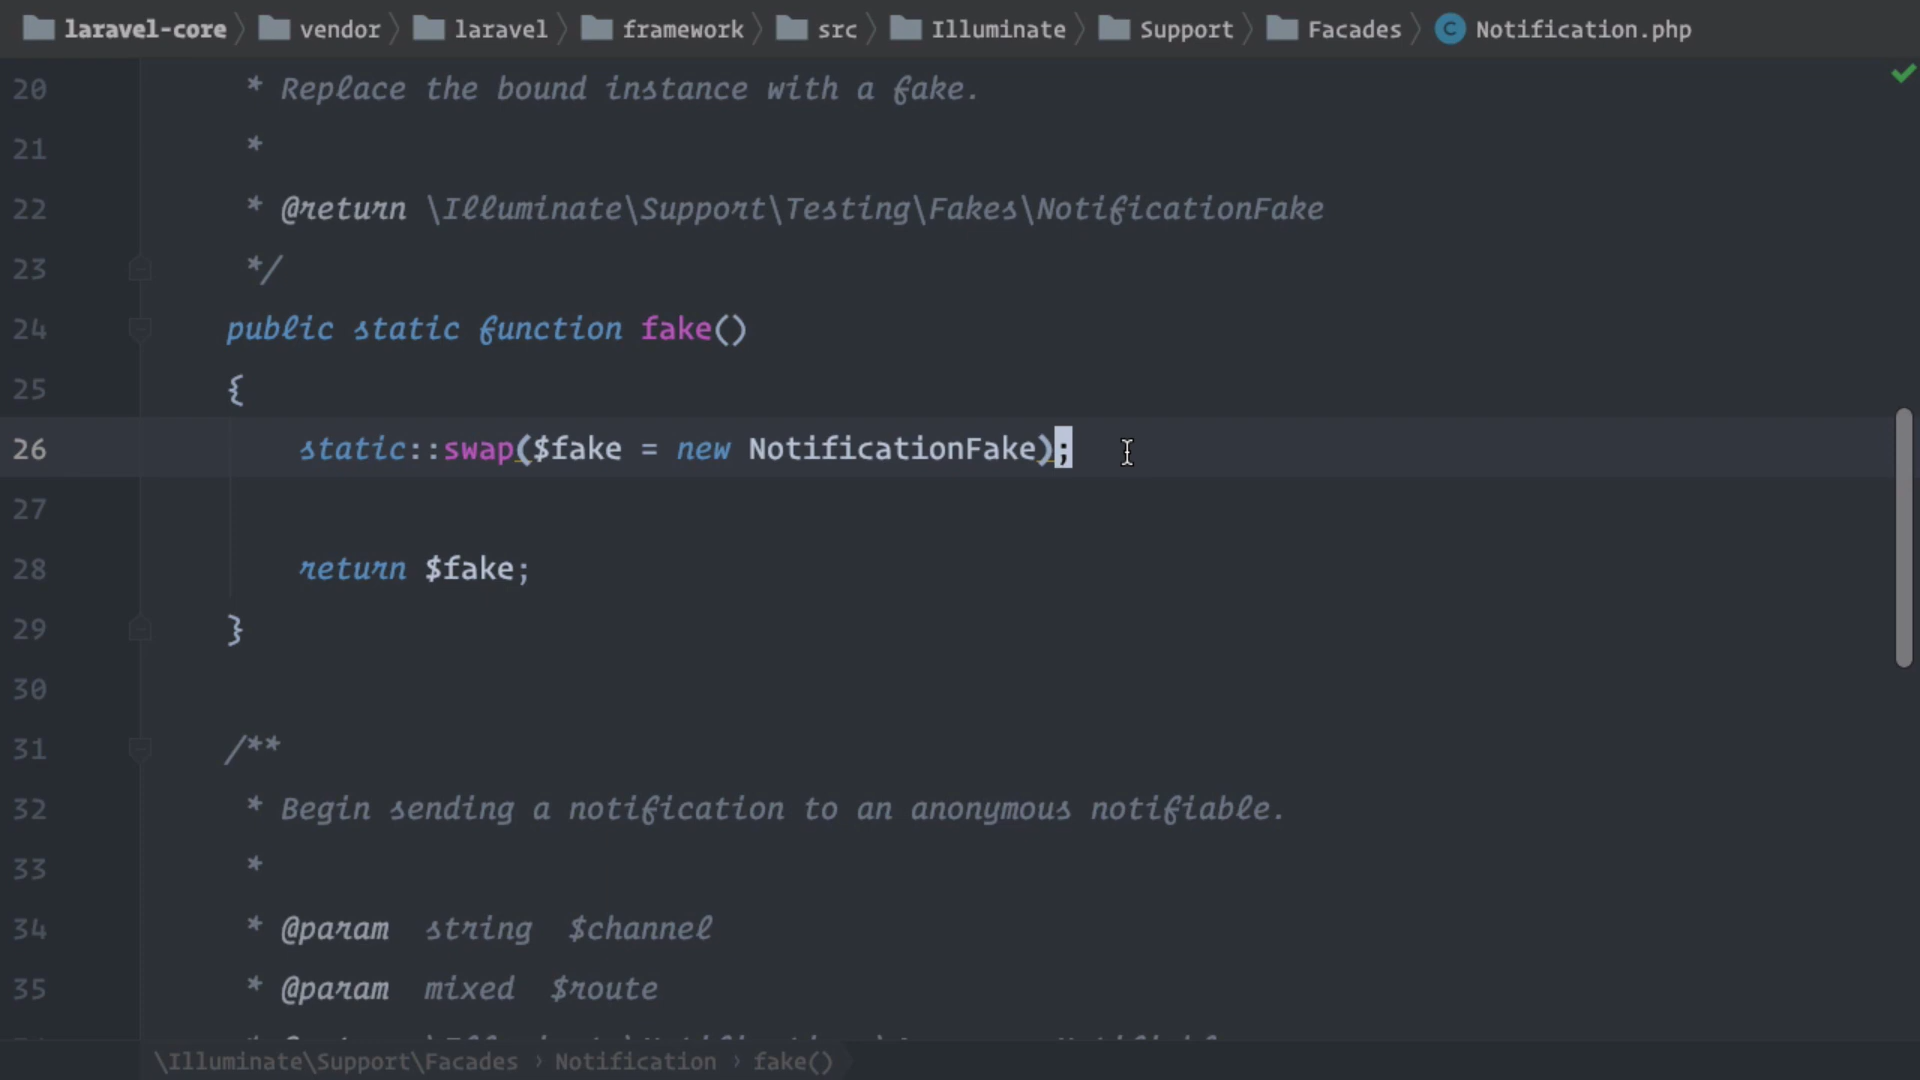 laravel-core vendor laravel framework src Illuminate Support Facades C Notification.php
20 * Replace the bound instance with a fake.
21 *
22 * @return \Illuminate\Support\Testing\Fakes\NotificationFake
23 */
24 public static function fake()
25 {
26 static::swap($fake = new NotificationFake);
27
28 return $fake;
29 }
30
31 /**
32 * Begin sending a notification to an anonymous notifiable.
33 *
34 * @param string $channel
35 * @param mixed $route
\Illuminate\Support\Facades › Notification › fake()